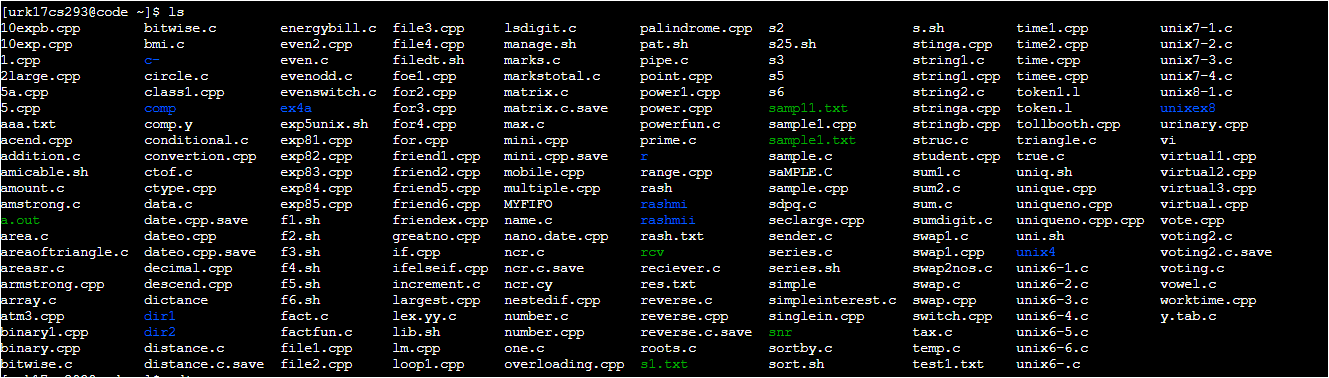 [urk17cs293@code ~]$ ls
10expb.cpp bitwise.c energybill.c file3.cpp lsdigit.c palindrome.cpp s2 s.sh time1.cpp unix7-1.c
10exp.cpp bmi.c even2.cpp file4.cpp manage.sh pat.sh s25.sh stinga.cpp time2.cpp unix7-2.c
1.cpp c- even.c filedt.sh marks.c pipe.c s3 string1.cpp time.cpp unix7-3.c
2large.cpp circle.c evenodd.c foe1.cpp markstotal.c point.cpp s5 string1.c timee.cpp unix7-4.c
5a.cpp class1.cpp evenswitch.c for2.cpp matrix.c power1.cpp s6 string2.c token1.l unix8-1.c
5.cpp comp ex4a for3.cpp matrix.c.save power.cpp samp11.txt stringa.cpp token.l unixex8
aaa.txt comp.y exp5unix.sh for4.cpp max.c powerfun.c sample1.cpp stringb.cpp tollbooth.cpp urinary.cpp
acend.cpp conditional.c exp81.cpp for.cpp mini.cpp prime.c sample1.txt struc.c triangle.c vi
addition.c convertion.cpp exp82.cpp friend1.cpp mini.cpp.save r sample.c student.cpp true.c virtual1.cpp
amicable.sh ctof.c exp83.cpp friend2.cpp mobile.cpp range.cpp saMPLE.C sum1.c uniq.sh virtual2.cpp
amount.c ctype.cpp exp84.cpp friend5.cpp multiple.cpp rash sample.cpp sum2.c unique.cpp virtual3.cpp
amstrong.c data.c exp85.cpp friend6.cpp MYFIFO rashmi sdpq.c sum.c uniqueno.cpp virtual.cpp
a.out date.cpp.save f1.sh friendex.cpp name.c rashmii seclarge.cpp sumdigit.c uniqueno.cpp.cpp vote.cpp
area.c dateo.cpp f2.sh greatno.cpp nano.date.cpp rash.txt sender.c swap1.c uni.sh voting2.c
areaoftriangle.c dateo.cpp.save f3.sh if.cpp ncr.c rcv series.c swap1.cpp unix4 voting2.c.save
areasr.c decimal.cpp f4.sh ifelseif.cpp ncr.c.save reciever.c series.sh swap2nos.c unix6-1.c voting.c
armstrong.cpp descend.cpp f5.sh increment.c ncr.cy res.txt simple swap.c unix6-2.c vowel.c
array.c dictance f6.sh largest.cpp nestedif.cpp reverse.c simpleinterest.c swap.cpp unix6-3.c worktime.cpp
atm3.cpp dir1 fact.c lex.yy.c number.c reverse.cpp singlein.cpp switch.cpp unix6-4.c y.tab.c
binary1.cpp dir2 factfun.c lib.sh number.cpp reverse.c.save snr tax.c unix6-5.c
binary.cpp distance.c file1.cpp lm.cpp one.c roots.c sortby.c temp.c unix6-6.c
bitwise.c distance.c.save file2.cpp loop1.cpp overloading.cpp s1.txt sort.sh test1.txt unix6-.c